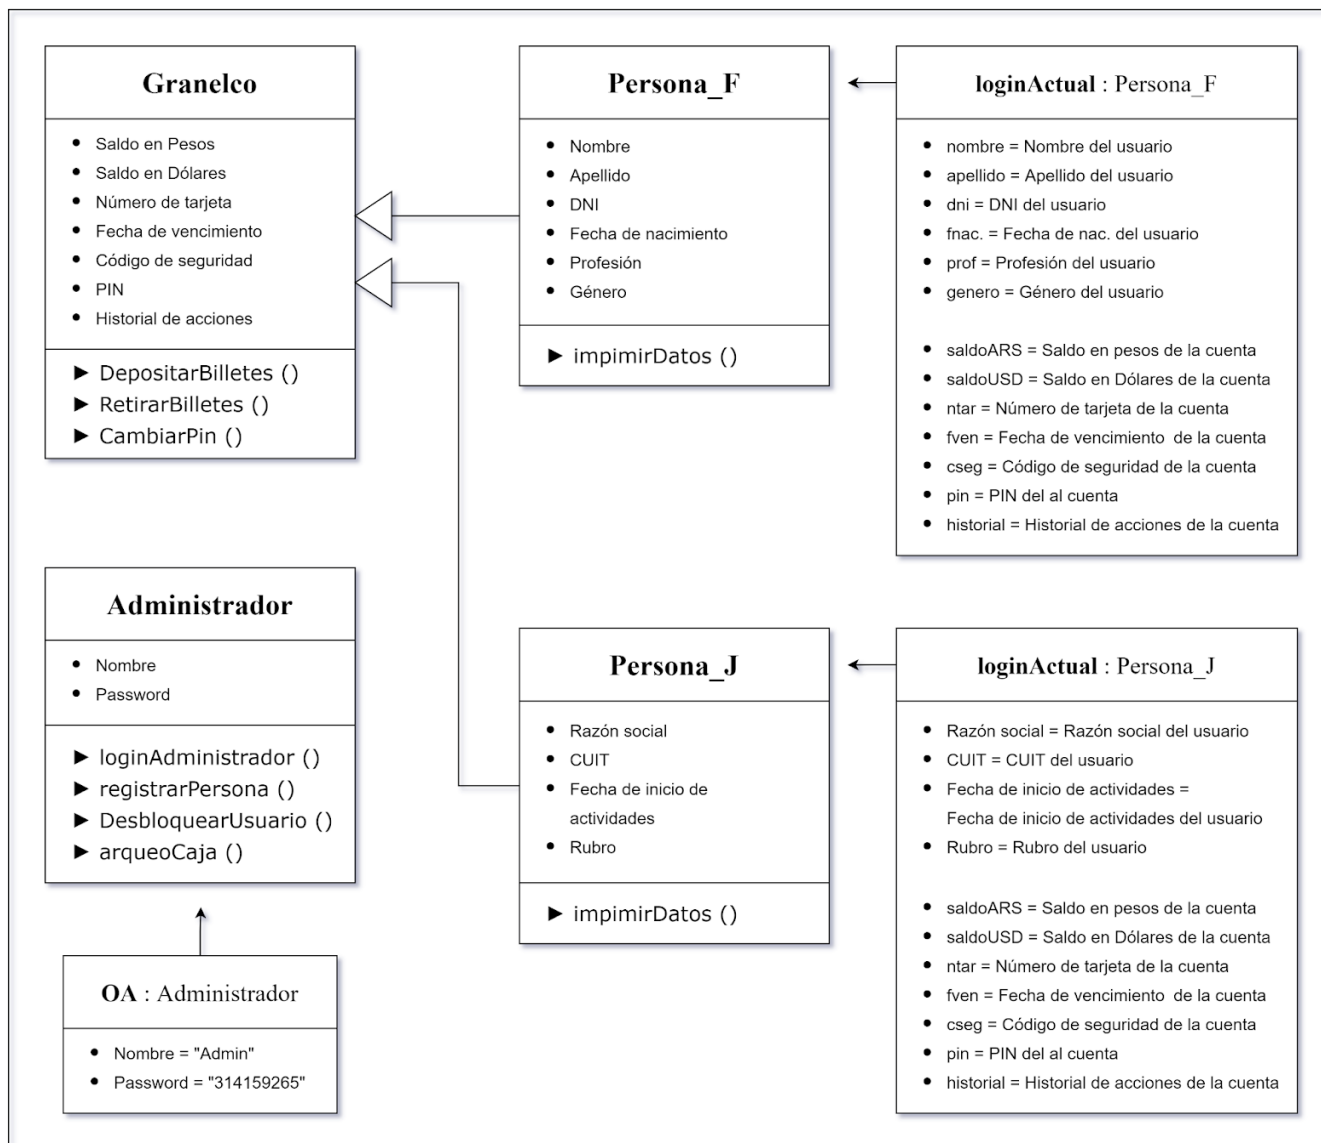 Granelco
Saldo en Pesos
Saldo en Dólares
Número de tarjeta
Fecha de vencimiento
Código de seguridad
PIN
Historial de acciones
► DepositarBilletes ()
► RetirarBilletes ()
► CambiarPin ()
Persona_F
Nombre
Apellido
DNI
Fecha de nacimiento
Profesión
Género
► impimirDatos ()
loginActual : Persona_F
nombre = Nombre del usuario
apellido = Apellido del usuario
dni = DNI del usuario
fnac. = Fecha de nac. del usuario
prof = Profesión del usuario
genero = Género del usuario
saldoARS = Saldo en pesos de la cuenta
saldoUSD = Saldo en Dólares de la cuenta
ntar = Número de tarjeta de la cuenta
fven = Fecha de vencimiento de la cuenta
cseg = Código de seguridad de la cuenta
pin = PIN del al cuenta
historial = Historial de acciones de la cuenta
Administrador
Nombre
Password
► loginAdministrador ()
► registrarPersona ()
► DesbloquearUsuario ()
► arqueoCaja ()
OA : Administrador
Nombre = "Admin"
Password = "314159265"
Persona_J
Razón social
CUIT
Fecha de inicio de
actividades
Rubro
► impimirDatos ()
loginActual : Persona_J
Razón social = Razón social del usuario
CUIT = CUIT del usuario
Fecha de inicio de actividades =
Fecha de inicio de actividades del usuario
Rubro = Rubro del usuario
saldoARS = Saldo en pesos de la cuenta
saldoUSD = Saldo en Dólares de la cuenta
ntar = Número de tarjeta de la cuenta
fven = Fecha de vencimiento de la cuenta
cseg = Código de seguridad de la cuenta
pin = PIN del al cuenta
historial = Historial de acciones de la cuenta